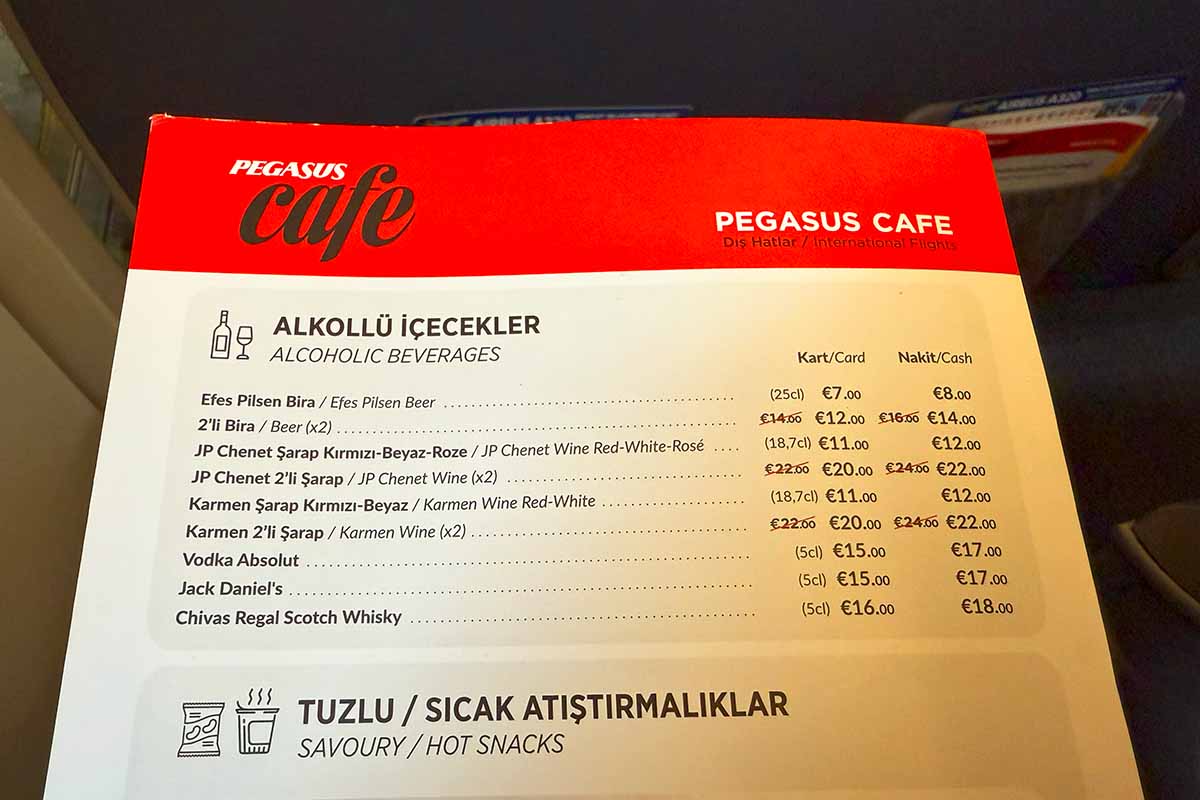 AIRBUS A320
AIRBUS A320
PEGASUS
cafe
PEGASUS CAFE
Dış Hatlar / International Flights
ALKOLLÜ İÇECEKLER
ALCOHOLIC BEVERAGES
Kart/Card Nakit/Cash
Efes Pilsen Bira / Efes Pilsen Beer (25cl) €7.00 €8.00
2'li Bira / Beer (x2) €14.00 €12.00 €16.00 €14.00
JP Chenet Şarap Kırmızı-Beyaz-Roze / JP Chenet Wine Red-White-Rosé (18,7cl) €11.00 €12.00
JP Chenet 2'li Şarap / JP Chenet Wine (x2) €22.00 €20.00 €24.00 €22.00
Karmen Şarap Kırmızı-Beyaz / Karmen Wine Red-White (18,7cl) €11.00 €12.00
Karmen 2'li Şarap / Karmen Wine (x2) €22.00 €20.00 €24.00 €22.00
Vodka Absolut (5cl) €15.00 €17.00
Jack Daniel's (5cl) €15.00 €17.00
Chivas Regal Scotch Whisky (5cl) €16.00 €18.00
TUZLU / SICAK ATIŞTIRMALIKLAR
SAVOURY / HOT SNACKS